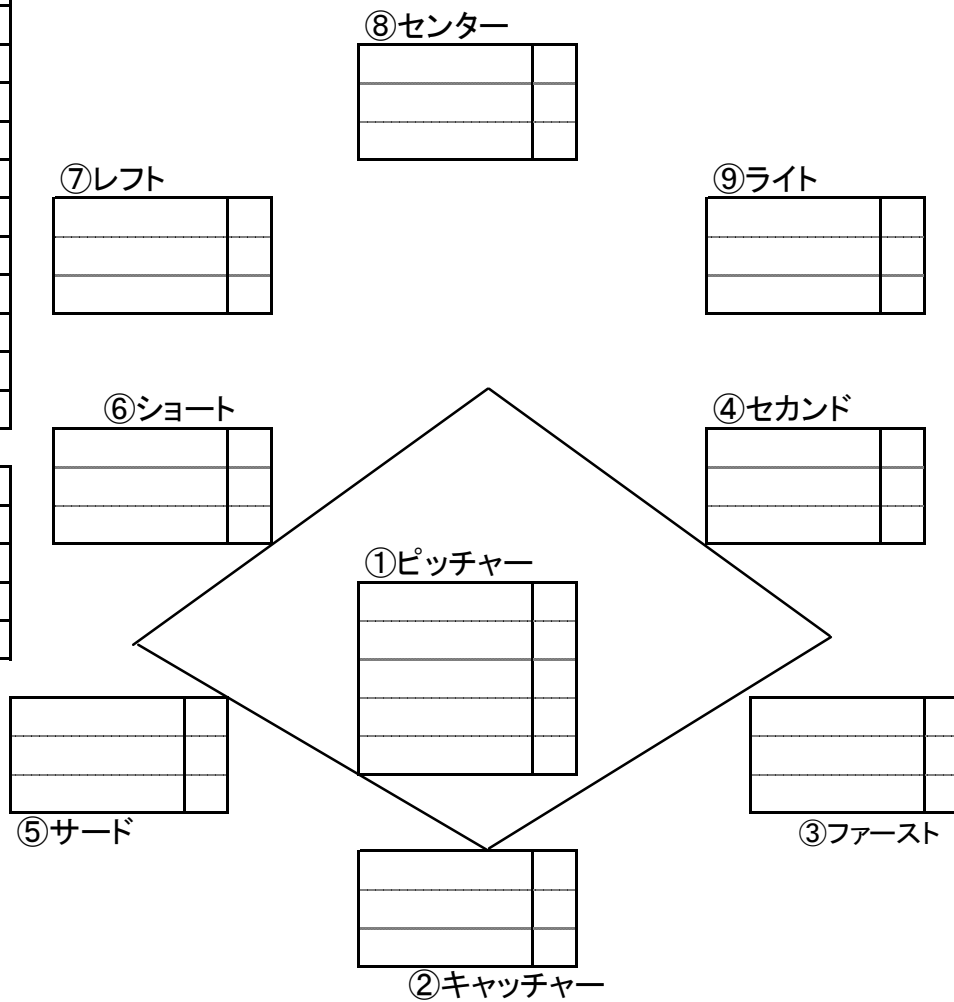 ⑧センター
⑦レフト
⑨ライト
⑥ショート
④セカンド
①ピッチャー
⑤サード
③ファースト
②キャッチャー